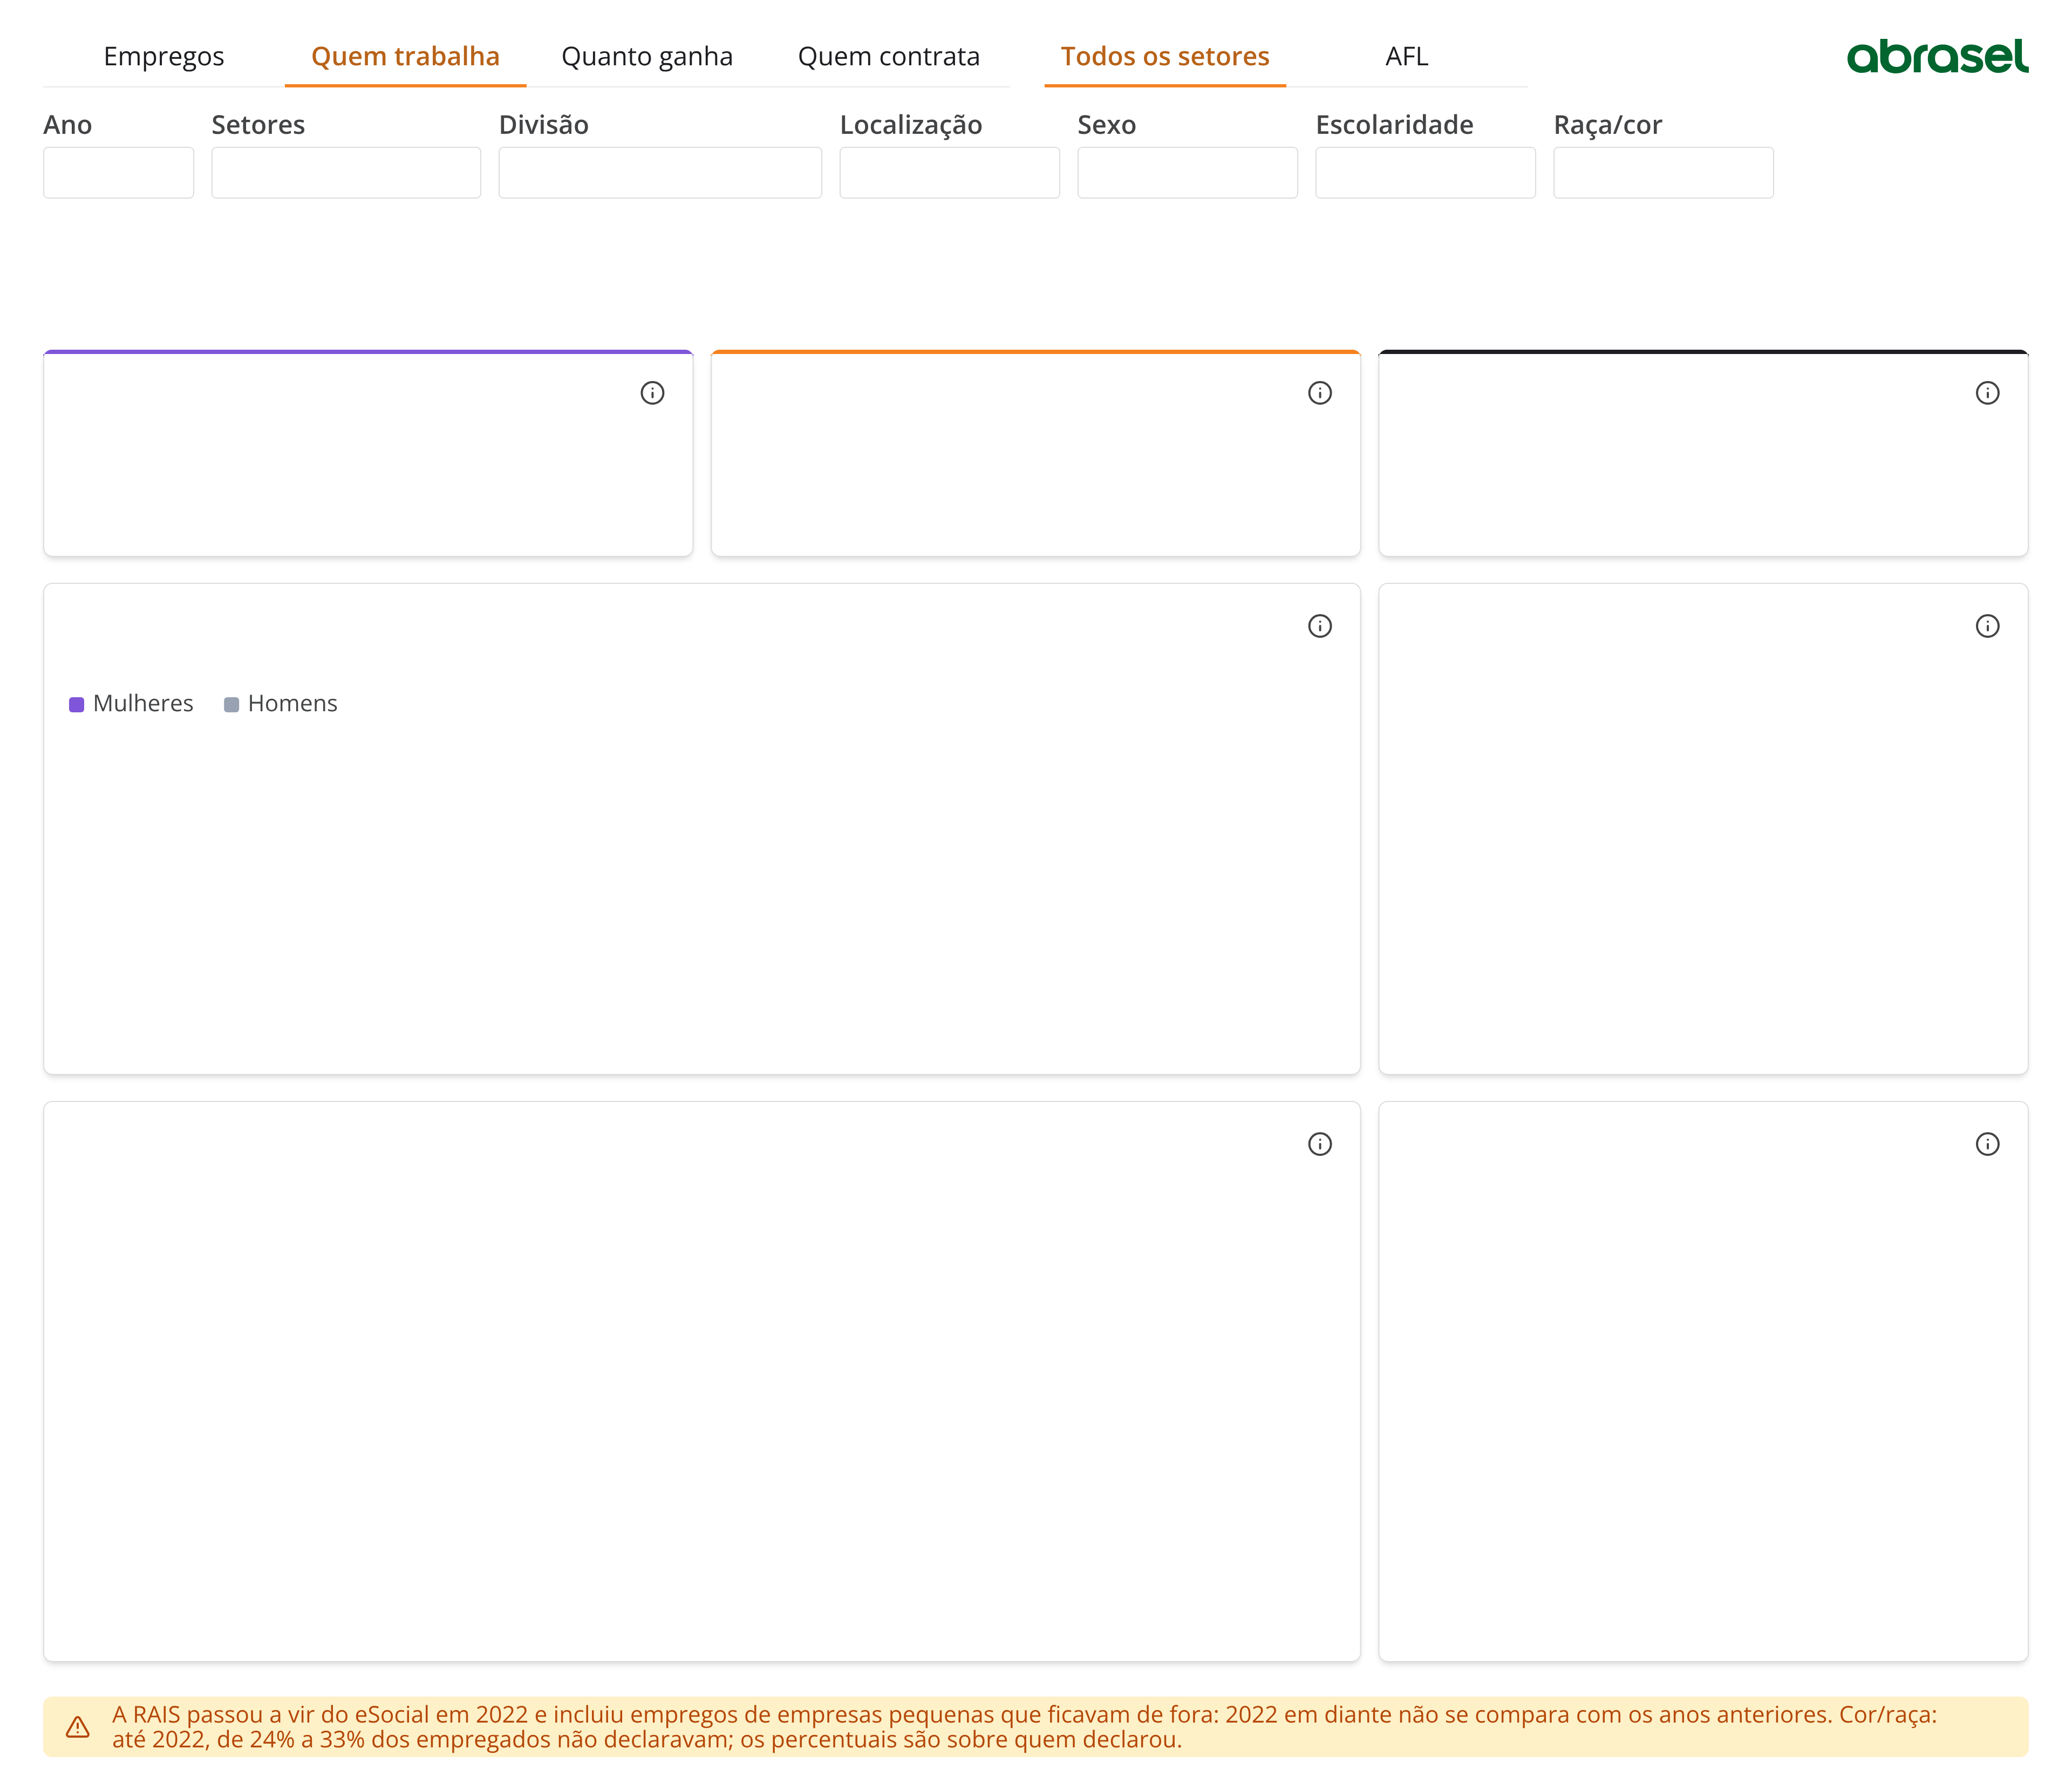 Empregos Quem trabalha Quanto ganha Quem contrata Todos os setores AFL abrasel
Ano Setores Divisão Localização Sexo Escolaridade Raça/cor
Mulheres Homens
A RAIS passou a vir do eSocial em 2022 e incluiu empregos de empresas pequenas que ficavam de fora: 2022 em diante não se compara com os anos anteriores. Cor/raça:
até 2022, de 24% a 33% dos empregados não declaravam; os percentuais são sobre quem declarou.